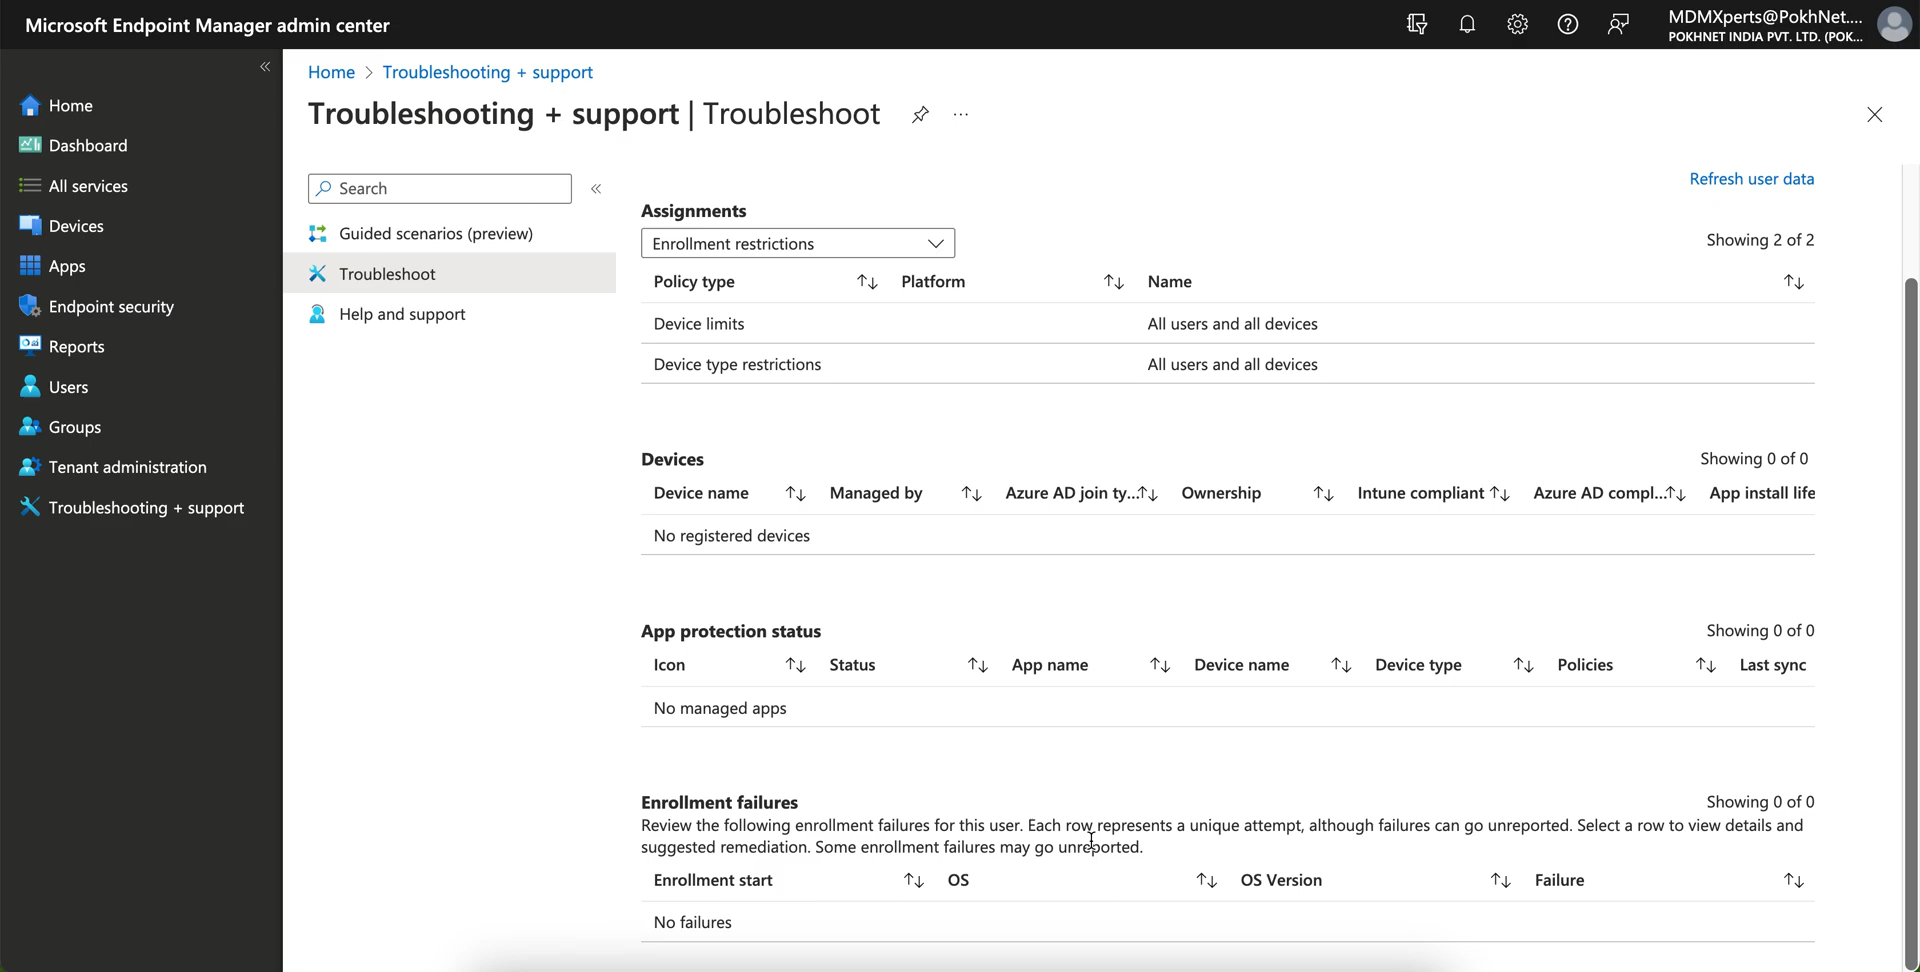 Microsoft Endpoint Manager admin center
MDMXperts@PokhNet....
POKHNET INDIA PVT. LTD. (POK...
Home
Dashboard
All services
Devices
Apps
Endpoint security
Reports
Users
Groups
Tenant administration
Troubleshooting + support
Home > Troubleshooting + support
Troubleshooting + support | Troubleshoot
Search
Guided scenarios (preview)
Troubleshoot
Help and support
Refresh user data
Assignments
Enrollment restrictions
Showing 2 of 2
Policy type Platform Name
Device limits All users and all devices
Device type restrictions All users and all devices
Devices
Showing 0 of 0
Device name Managed by Azure AD join ty... Ownership Intune compliant Azure AD compl... App install life
No registered devices
App protection status
Showing 0 of 0
Icon Status App name Device name Device type Policies Last sync
No managed apps
Enrollment failures
Showing 0 of 0
Review the following enrollment failures for this user. Each row represents a unique attempt, although failures can go unreported. Select a row to view details and
suggested remediation. Some enrollment failures may go unreported.
Enrollment start OS OS Version Failure
No failures